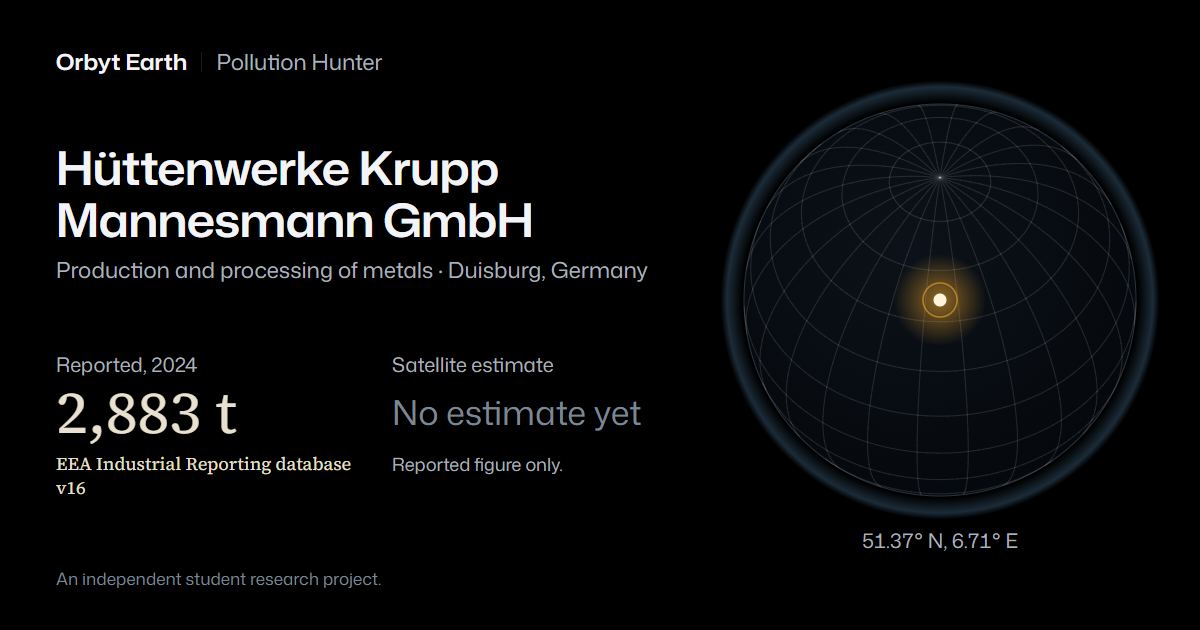 Orbyt Earth | Pollution Hunter
Hüttenwerke Krupp
Mannesmann GmbH
Production and processing of metals · Duisburg, Germany
Reported, 2024
2,883 t
EEA Industrial Reporting database
v16
Satellite estimate
No estimate yet
Reported figure only.
51.37° N, 6.71° E
An independent student research project.